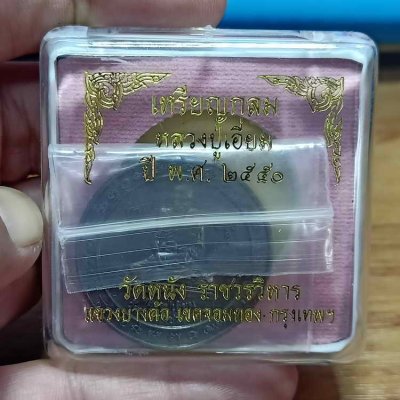 เหรียญกลม
หลวงปู่เอี่ยม
ปี พ.ศ. ๒๕๕๐
วัดหนัง ราชวรวิหาร
แขวงบางค้อ เขตจอมทอง กรุงเทพฯ